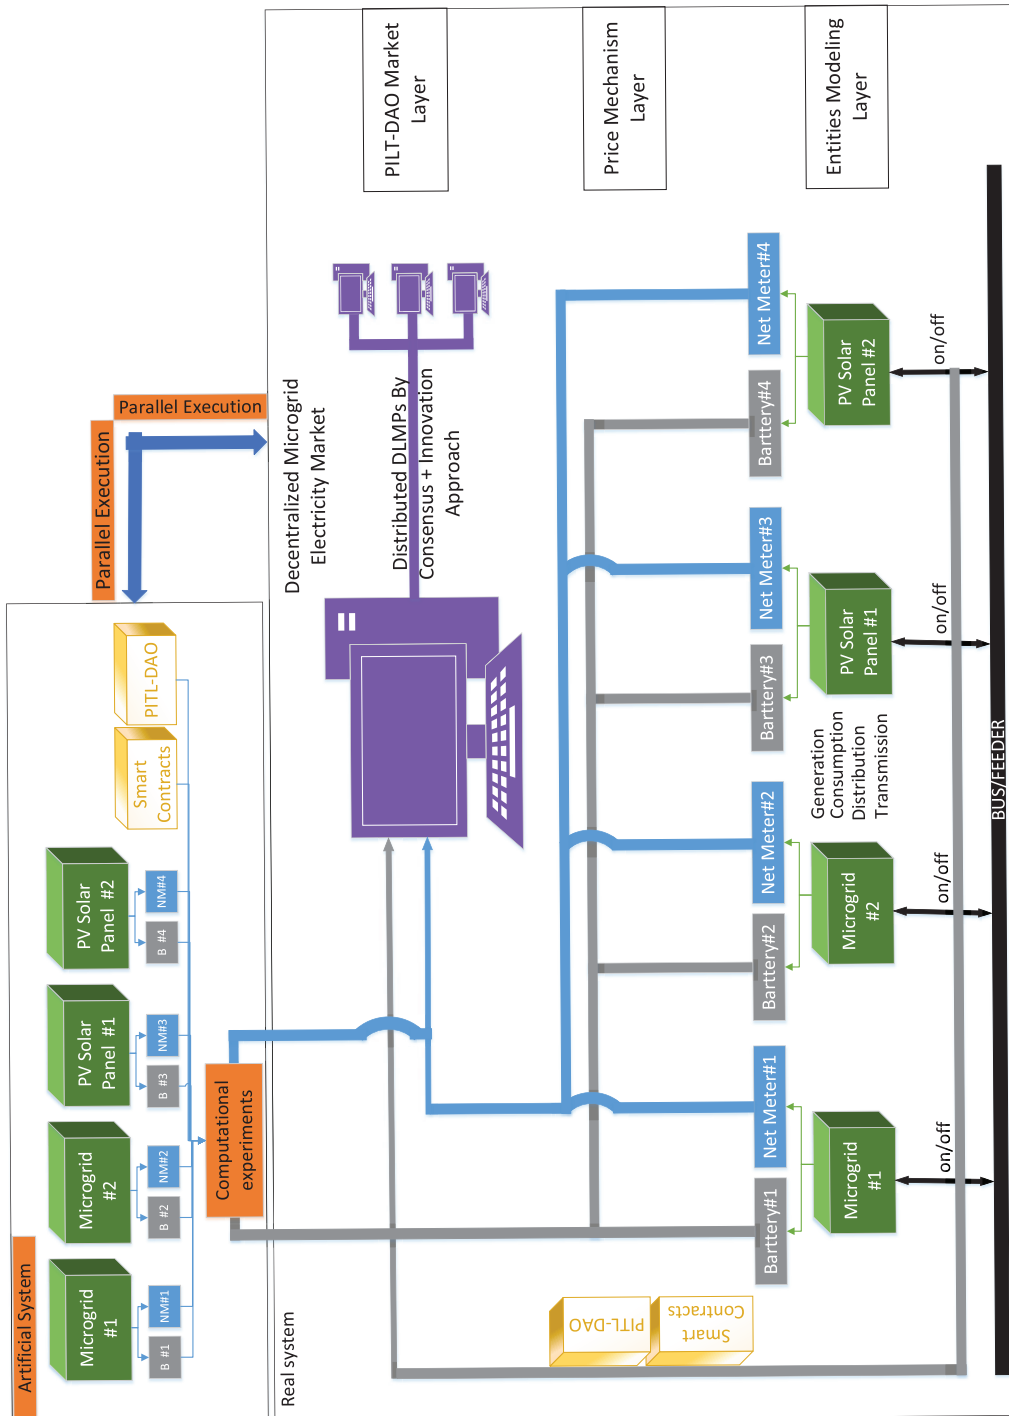 Artificial System
Microgrid
#1
Microgrid
#2
PV Solar
Panel #1
PV Solar
Panel #2
B #1
NM#1
B #2
NM#2
B #3
NM#3
B #4
NM#4
Smart
Contracts
PITL-DAO
Computational
experiments
Parallel Execution
Parallel Execution
Real system
Decentralized Microgrid
Electricity Market
Distributed DLMPs By
Consensus + Innovation
Approach
PILT-DAO Market
Layer
Price Mechanism
Layer
Entities Modeling
Layer
PITL-DAO
Smart
Contracts
Barttery#1
Net Meter#1
Barttery#2
Net Meter#2
Barttery#3
Net Meter#3
Barttery#4
Net Meter#4
Microgrid
#1
Microgrid
#2
Generation
Consumption
Distribution
Transmission
PV Solar
Panel #1
PV Solar
Panel #2
on/off
on/off
on/off
on/off
BUS/FEEDER